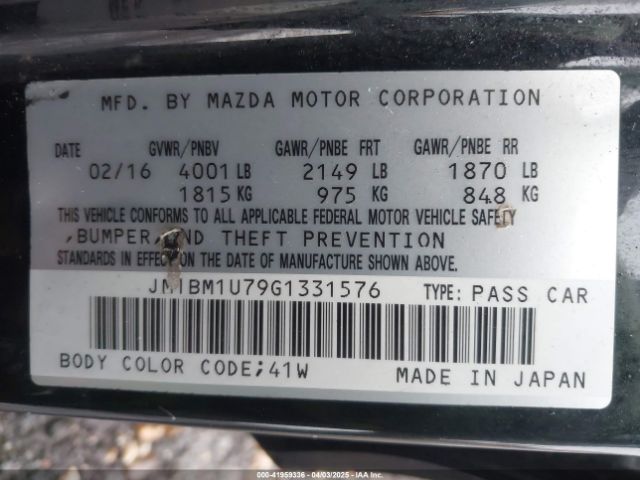 MFD. BY MAZDA MOTOR CORPORATION
DATE GVWR/PNBV GAWR/PNBE FRT GAWR/PNBE RR
02/16 4001 LB 2149 LB 1870 LB
1815 KG 975 KG 848 KG
THIS VEHICLE CONFORMS TO ALL APPLICABLE FEDERAL MOTOR VEHICLE SAFETY
,BUMPER,AND THEFT PREVENTION
STANDARDS IN EFFECT ON THE DATE OF MANUFACTURE SHOWN ABOVE.
JM1BM1U79G1331576 TYPE: PASS CAR
BODY COLOR CODE;41W MADE IN JAPAN
000-41959336 - 04/03/2025 - IAA, Inc.